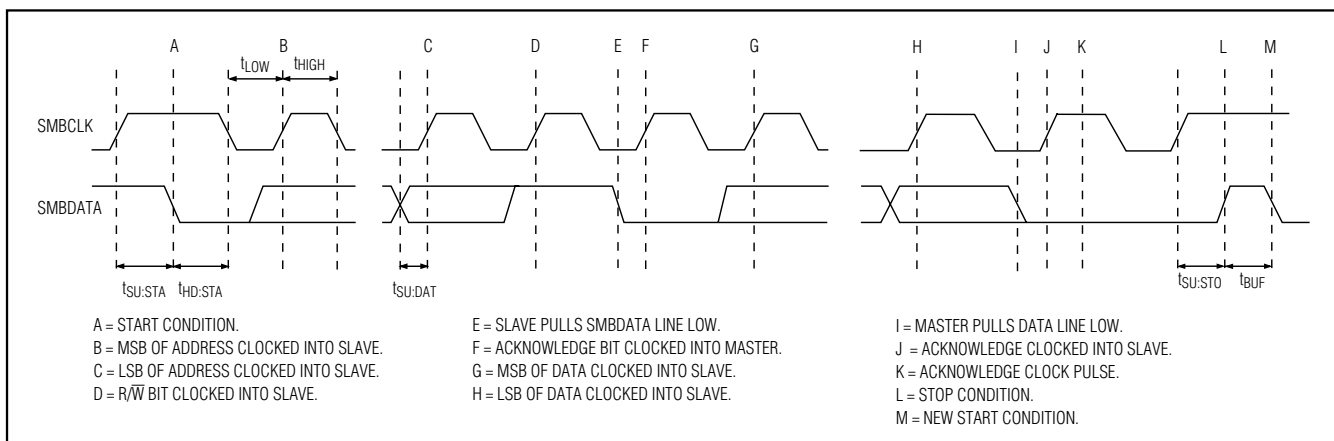 A B C D E F G H I J K L M
tLOW tHIGH
SMBCLK
SMBDATA
tSU:STA tHD:STA tSU:DAT tSU:STO tBUF
A = START CONDITION.
B = MSB OF ADDRESS CLOCKED INTO SLAVE.
C = LSB OF ADDRESS CLOCKED INTO SLAVE.
D = R/W̅ BIT CLOCKED INTO SLAVE.
E = SLAVE PULLS SMBDATA LINE LOW.
F = ACKNOWLEDGE BIT CLOCKED INTO MASTER.
G = MSB OF DATA CLOCKED INTO SLAVE.
H = LSB OF DATA CLOCKED INTO SLAVE.
I = MASTER PULLS DATA LINE LOW.
J = ACKNOWLEDGE CLOCKED INTO SLAVE.
K = ACKNOWLEDGE CLOCK PULSE.
L = STOP CONDITION.
M = NEW START CONDITION.